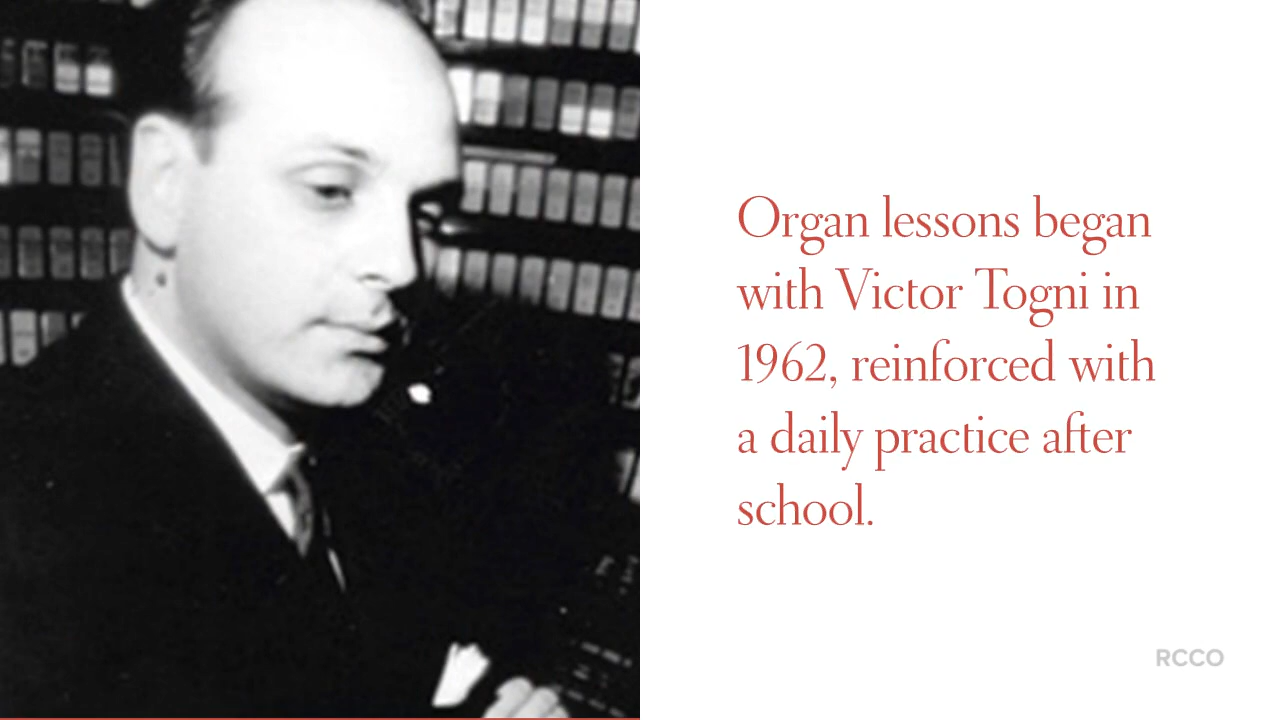 Organ lessons began
with Victor Togni in
1962, reinforced with
a daily practice after
school.
RCCO